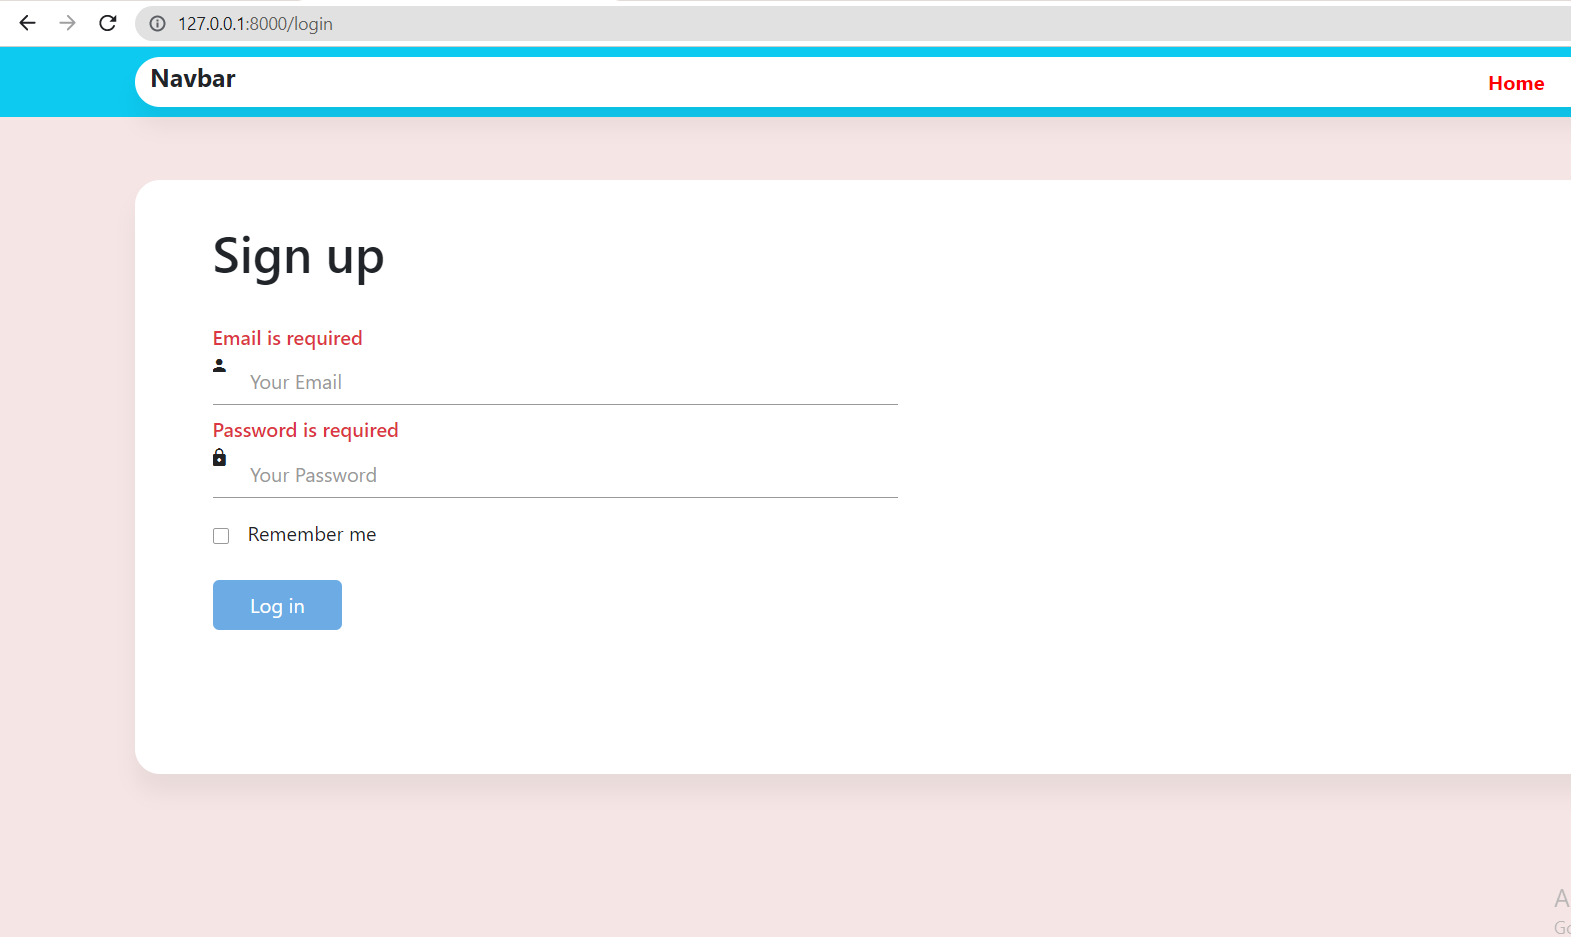 127.0.0.1:8000/login
Navbar
Home
Sign up
Email is required
Your Email
Password is required
Your Password
Remember me
Log in